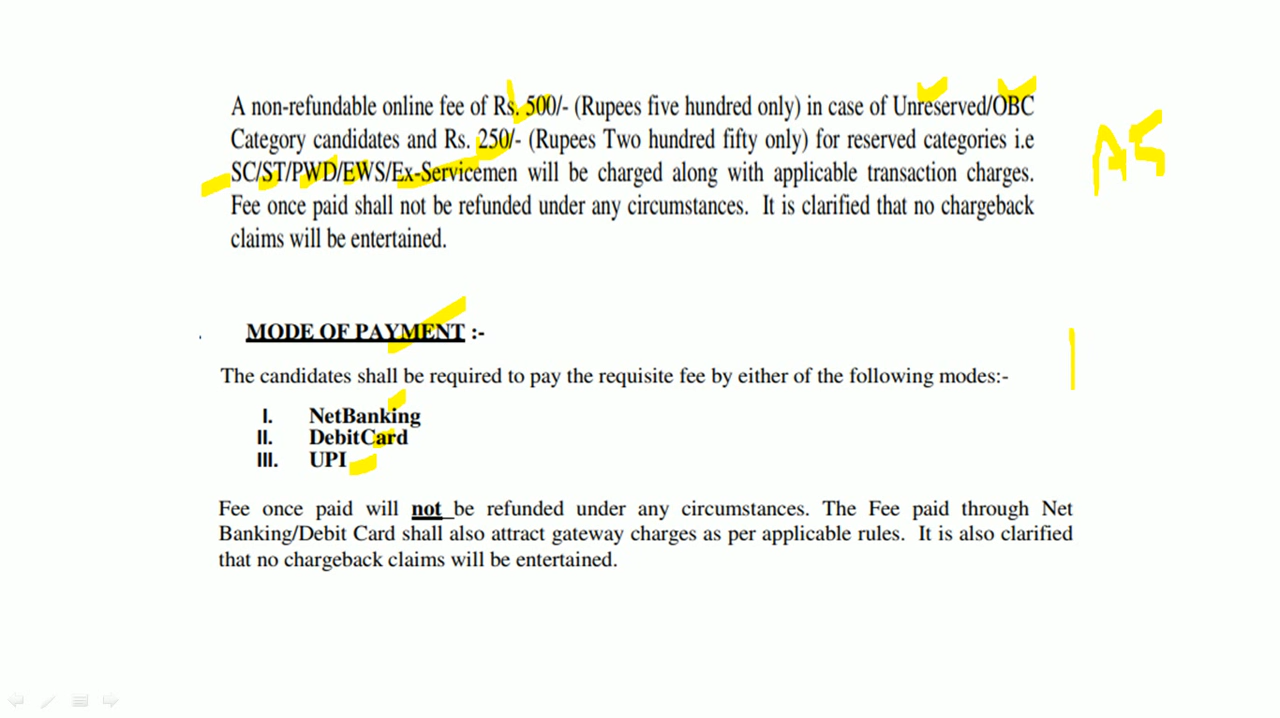 A non-refundable online fee of Rs. 500/- (Rupees five hundred only) in case of Unreserved/OBC
Category candidates and Rs. 250/- (Rupees Two hundred fifty only) for reserved categories i.e
SC/ST/PWD/EWS/Ex-Servicemen will be charged along with applicable transaction charges.
Fee once paid shall not be refunded under any circumstances. It is clarified that no chargeback
claims will be entertained.
MODE OF PAYMENT :-
The candidates shall be required to pay the requisite fee by either of the following modes:-
I. NetBanking
II. DebitCard
III. UPI
Fee once paid will not be refunded under any circumstances. The Fee paid through Net
Banking/Debit Card shall also attract gateway charges as per applicable rules. It is also clarified
that no chargeback claims will be entertained.